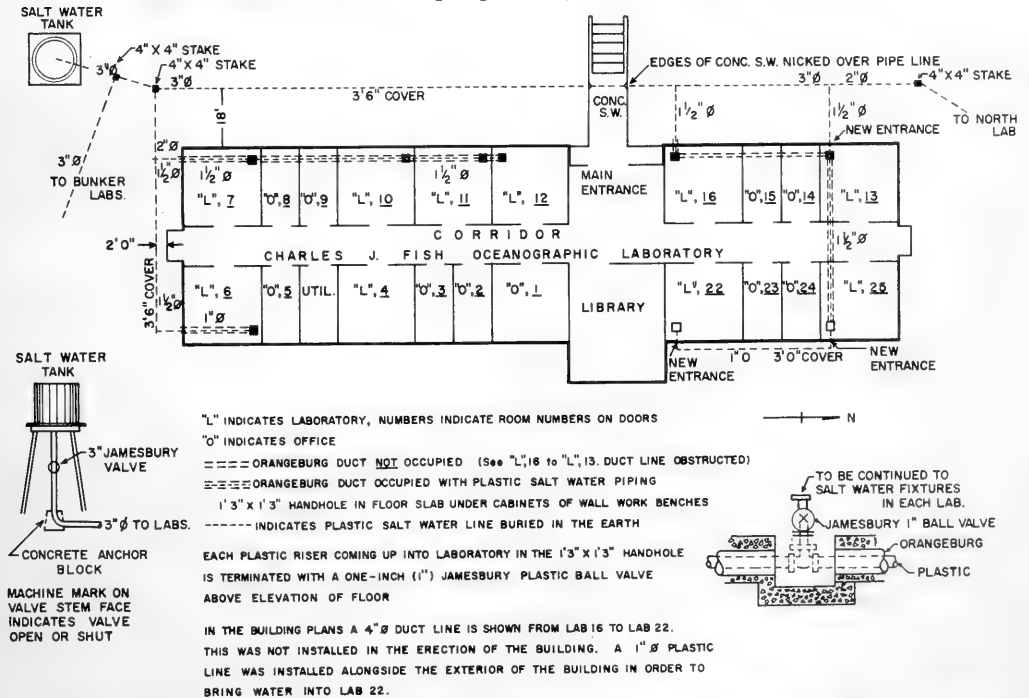 SALT WATER
TANK
4" X 4" STAKE
4" X 4" STAKE
3"Ø
3"Ø
3'6" COVER
18'
CONC.
S.W.
EDGES OF CONC. S.W. NICKED OVER PIPE LINE
3"Ø
2"Ø
4"X 4" STAKE
1½"Ø
1½"Ø
TO NORTH
LAB
NEW ENTRANCE
3"Ø
TO BUNKER
LABS.
2"Ø
1½"Ø
1½"Ø
1½"Ø
MAIN
ENTRANCE
"L", 7
"O", 8
"O", 9
"L", 10
"L", 11
"L", 12
"L", 16
"O", 15
"O", 14
"L", 13
2'0"
CORRIDOR
CHARLES J. FISH OCEANOGRAPHIC LABORATORY
1½"Ø
3'6" COVER
1½"Ø
"L", 6
1"Ø
"O", 5
UTIL.
"L", 4
"O", 3
"O", 2
"O", 1
LIBRARY
"L", 22
"O", 23
"O", 24
"L", 25
NEW
ENTRANCE
1"O 3'0" COVER
NEW
ENTRANCE
SALT WATER
TANK
3" JAMESBURY
VALVE
3"Ø TO LABS.
CONCRETE ANCHOR
BLOCK
MACHINE MARK ON
VALVE STEM FACE
INDICATES VALVE
OPEN OR SHUT
"L" INDICATES LABORATORY, NUMBERS INDICATE ROOM NUMBERS ON DOORS
"O" INDICATES OFFICE
ORANGEBURG DUCT NOT OCCUPIED (See "L",16 to "L", 13. DUCT LINE OBSTRUCTED)
ORANGEBURG DUCT OCCUPIED WITH PLASTIC SALT WATER PIPING
1'3" X 1'3" HANDHOLE IN FLOOR SLAB UNDER CABINETS OF WALL WORK BENCHES
INDICATES PLASTIC SALT WATER LINE BURIED IN THE EARTH
EACH PLASTIC RISER COMING UP INTO LABORATORY IN THE 1'3" X 1'3" HANDHOLE
IS TERMINATED WITH A ONE-INCH (1") JAMESBURY PLASTIC BALL VALVE
ABOVE ELEVATION OF FLOOR
IN THE BUILDING PLANS A 4"Ø DUCT LINE IS SHOWN FROM LAB 16 TO LAB 22.
THIS WAS NOT INSTALLED IN THE ERECTION OF THE BUILDING. A 1" Ø PLASTIC
LINE WAS INSTALLED ALONGSIDE THE EXTERIOR OF THE BUILDING IN ORDER TO
BRING WATER INTO LAB 22.
N
TO BE CONTINUED TO
SALT WATER FIXTURES
IN EACH LAB.
JAMESBURY 1" BALL VALVE
ORANGEBURG
PLASTIC